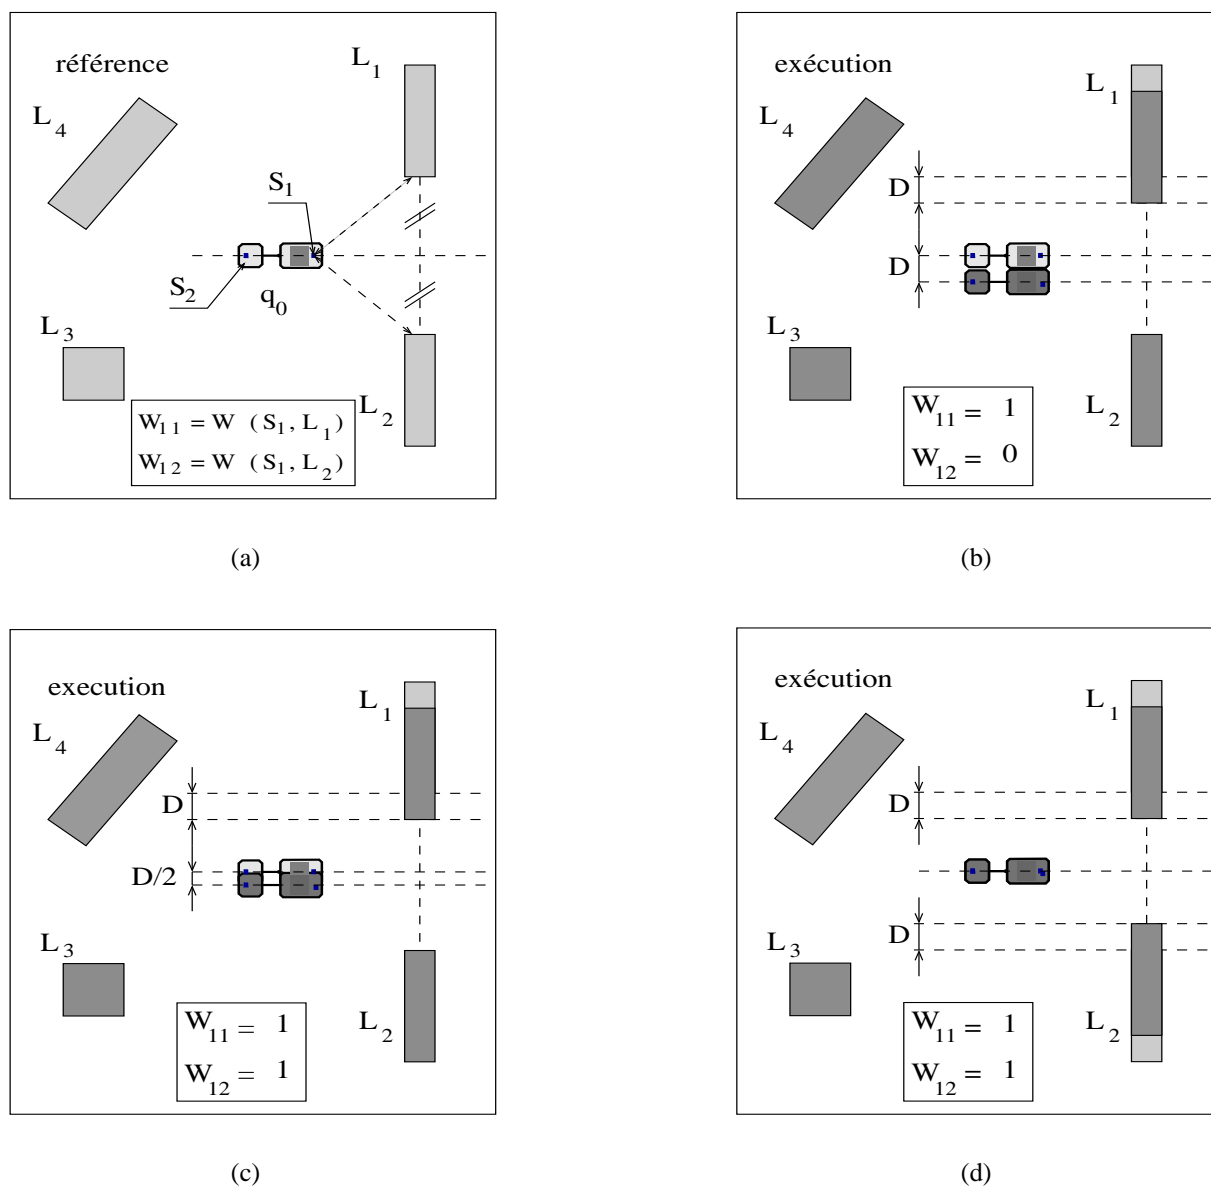 référence
L1
L4
S1
S2
q0
L3
L2
W11 = W (S1, L1)
W12 = W (S1, L2)
(a)
exécution
L1
L4
D
D
L3
L2
W11 = 1
W12 = 0
(b)
execution
L1
L4
D
D/2
L3
L2
W11 = 1
W12 = 1
(c)
exécution
L1
L4
D
D
L3
L2
W11 = 1
W12 = 1
(d)